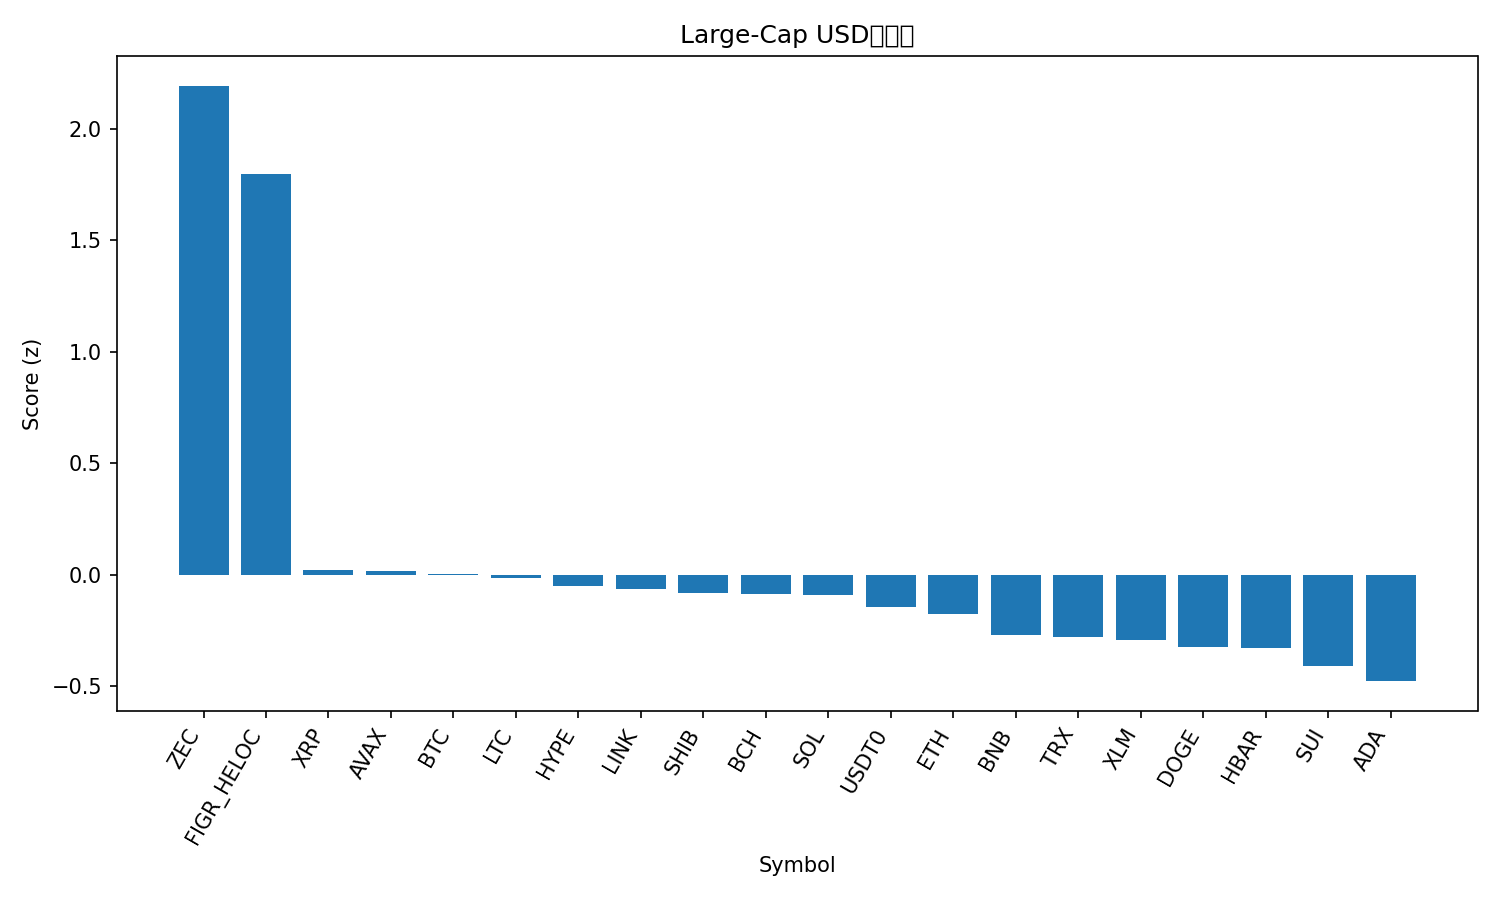 Large-Cap USD
Score (z)
2.0
1.5
1.0
0.5
0.0
−0.5
ZEC
FIGR_HELOC
XRP
AVAX
BTC
LTC
HYPE
LINK
SHIB
BCH
SOL
USDT0
ETH
BNB
TRX
XLM
DOGE
HBAR
SUI
ADA
Symbol